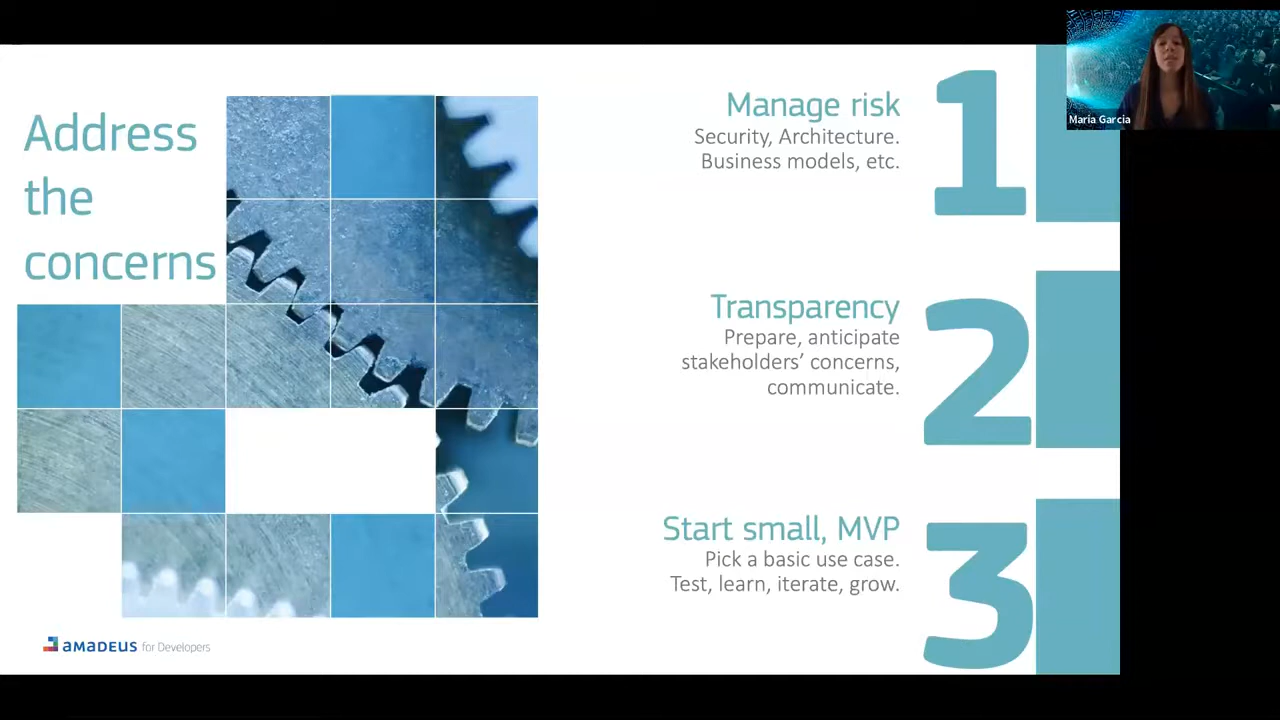 Address
the
concerns
Manage risk
Security, Architecture.
Business models, etc.
1
Transparency
Prepare, anticipate
stakeholders’ concerns,
communicate.
2
Start small, MVP
Pick a basic use case.
Test, learn, iterate, grow.
3
amadeus for Developers
Maria Garcia